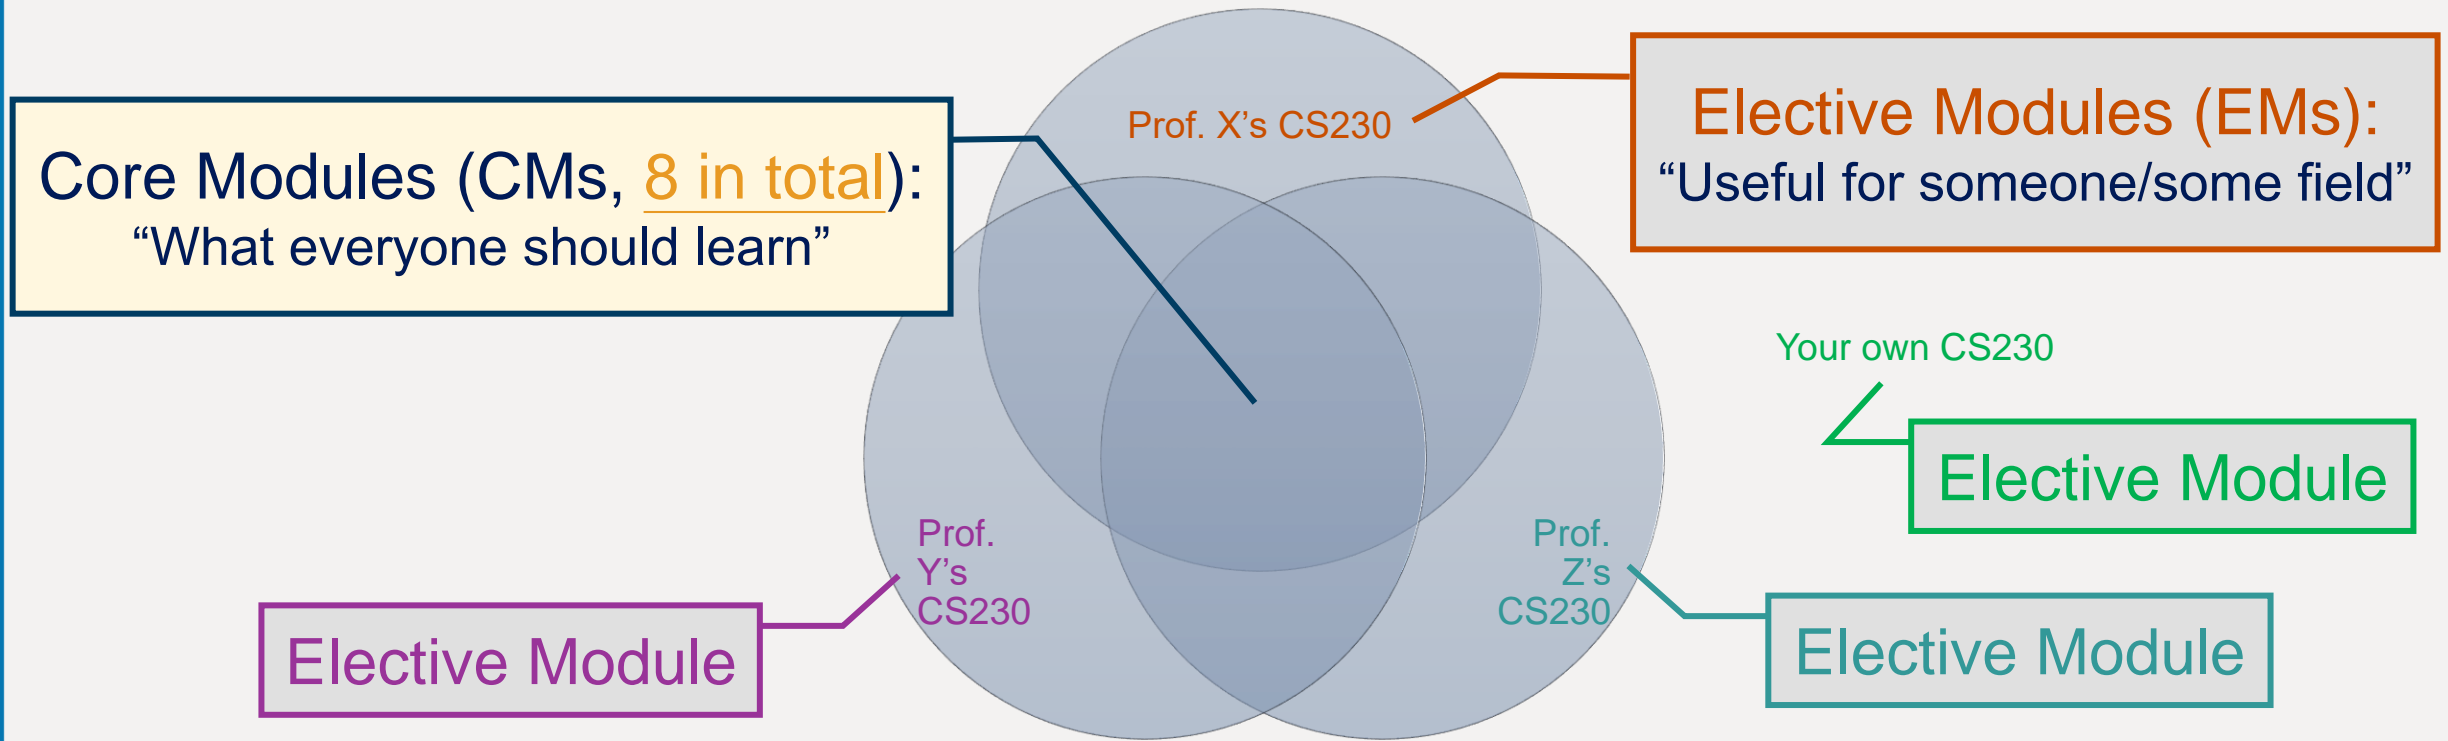 Core Modules (CMs, 8 in total):
“What everyone should learn”
Prof. X’s CS230
Elective Modules (EMs):
“Useful for someone/some field”
Your own CS230
Elective Module
Prof.
Y’s
CS230
Elective Module
Prof.
Z’s
CS230
Elective Module